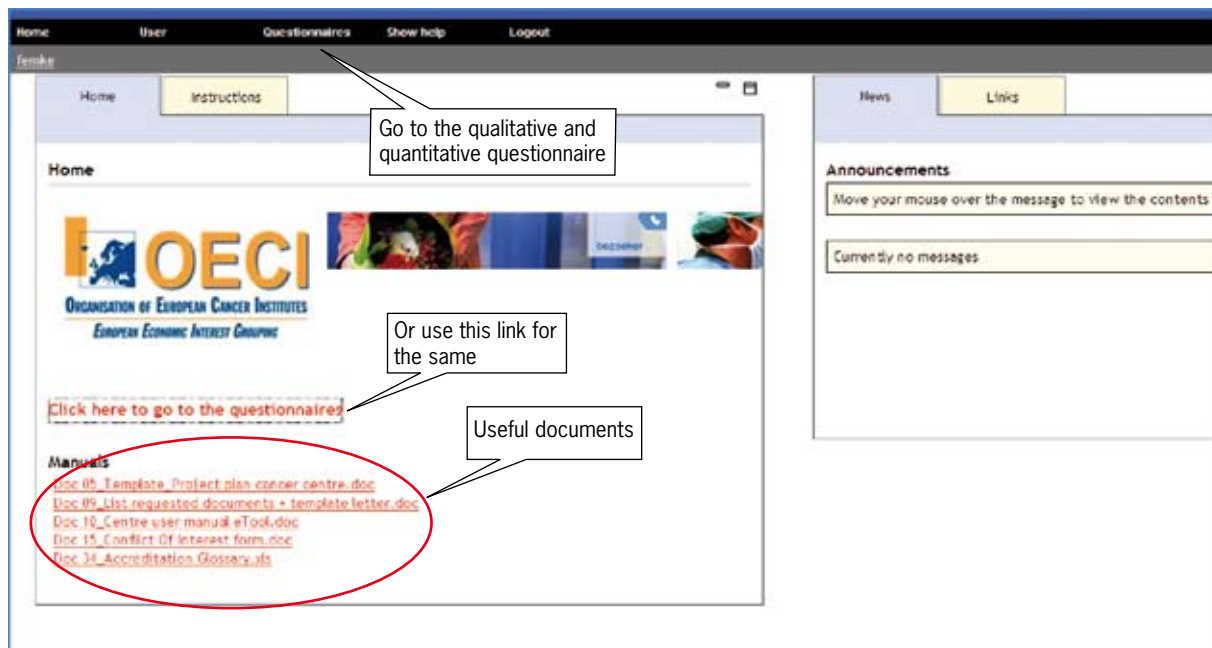 Home User Questionnaires Show help Logout
femke
Home Instructions
News Links
Go to the qualitative and
quantitative questionnaire
Home
Announcements
Move your mouse over the message to view the contents
Currently no messages
OECI
ORGANISATION OF EUROPEAN CANCER INSTITUTES
EUROPEAN ECONOMIC INTEREST GROUPING
bezoeker
Or use this link for
the same
Click here to go to the questionnaires
Useful documents
Manuals
Doc 05_Template_Project plan cancer centre.doc
Doc 09_List requested documents + template letter.doc
Doc 10_Centre user manual eTool.doc
Doc 15_Conflict Of Interest form.doc
Doc 34_Accreditation Glossary.xls